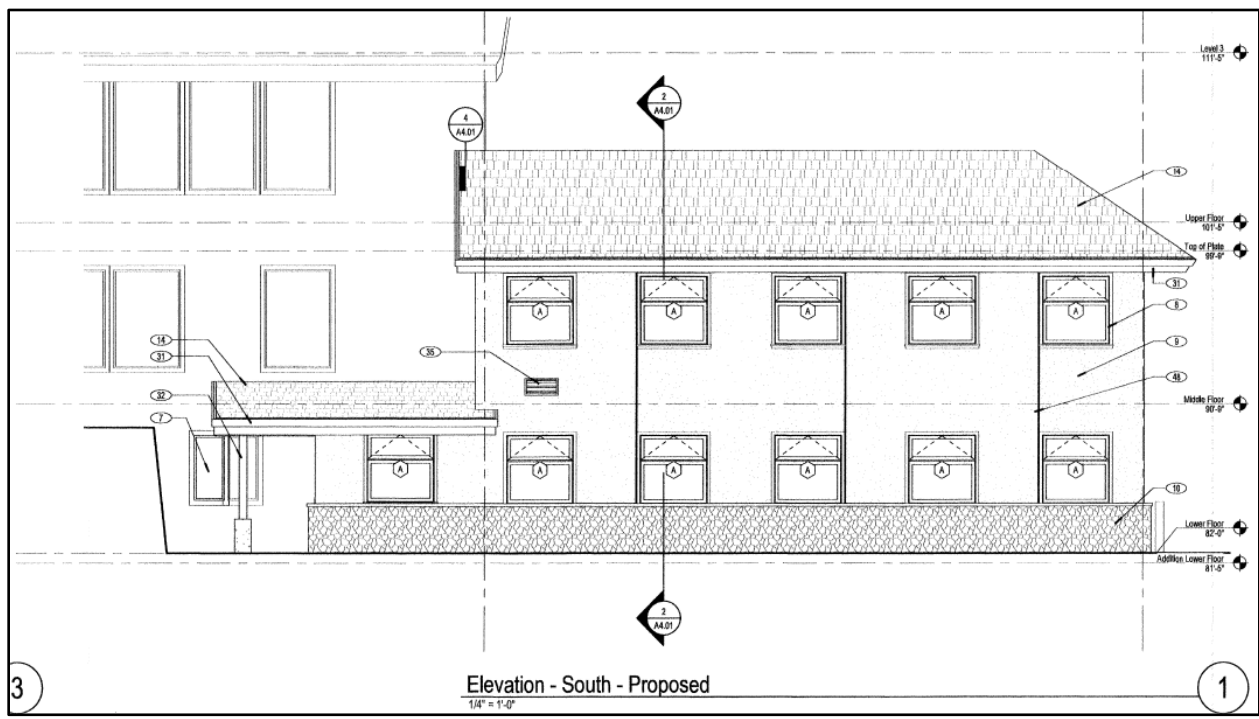 Level 3
111'-5"
2
A4.01
4
A4.01
14
Upper Floor
101'-5"
Top of Plate
99'-9"
31
A
A
A
A
A
8
14
9
31
35
32
48
Middle Floor
90'-9"
7
A
A
A
A
A
A
10
Lower Floor
82'-0"
Addition Lower Floor
81'-5"
2
A4.01
3
Elevation - South - Proposed
1/4" = 1'-0"
1